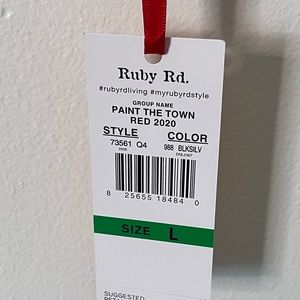 Ruby Rd.
#rubyrdliving #myrubyrdstyle
GROUP NAME
PAINT THE TOWN
RED 2020
STYLE COLOR
73561 Q4 988 BLKSILV
8 25655 18484 0
SIZE L
SUGGESTED